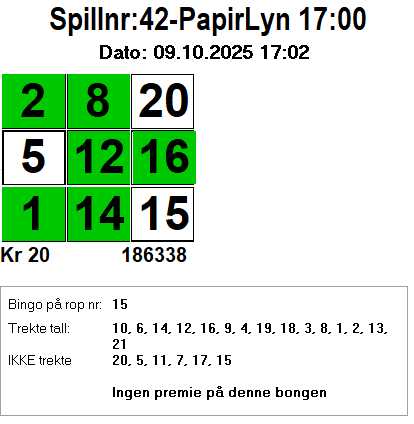 Spillnr:42-PapirLyn 17:00
Dato: 09.10.2025 17:02
2 8 20
5 12 16
1 14 15
Kr 20 186338
Bingo på rop nr: 15
Trekte tall: 10, 6, 14, 12, 16, 9, 4, 19, 18, 3, 8, 1, 2, 13,
21
IKKE trekte 20, 5, 11, 7, 17, 15
Ingen premie på denne bongen